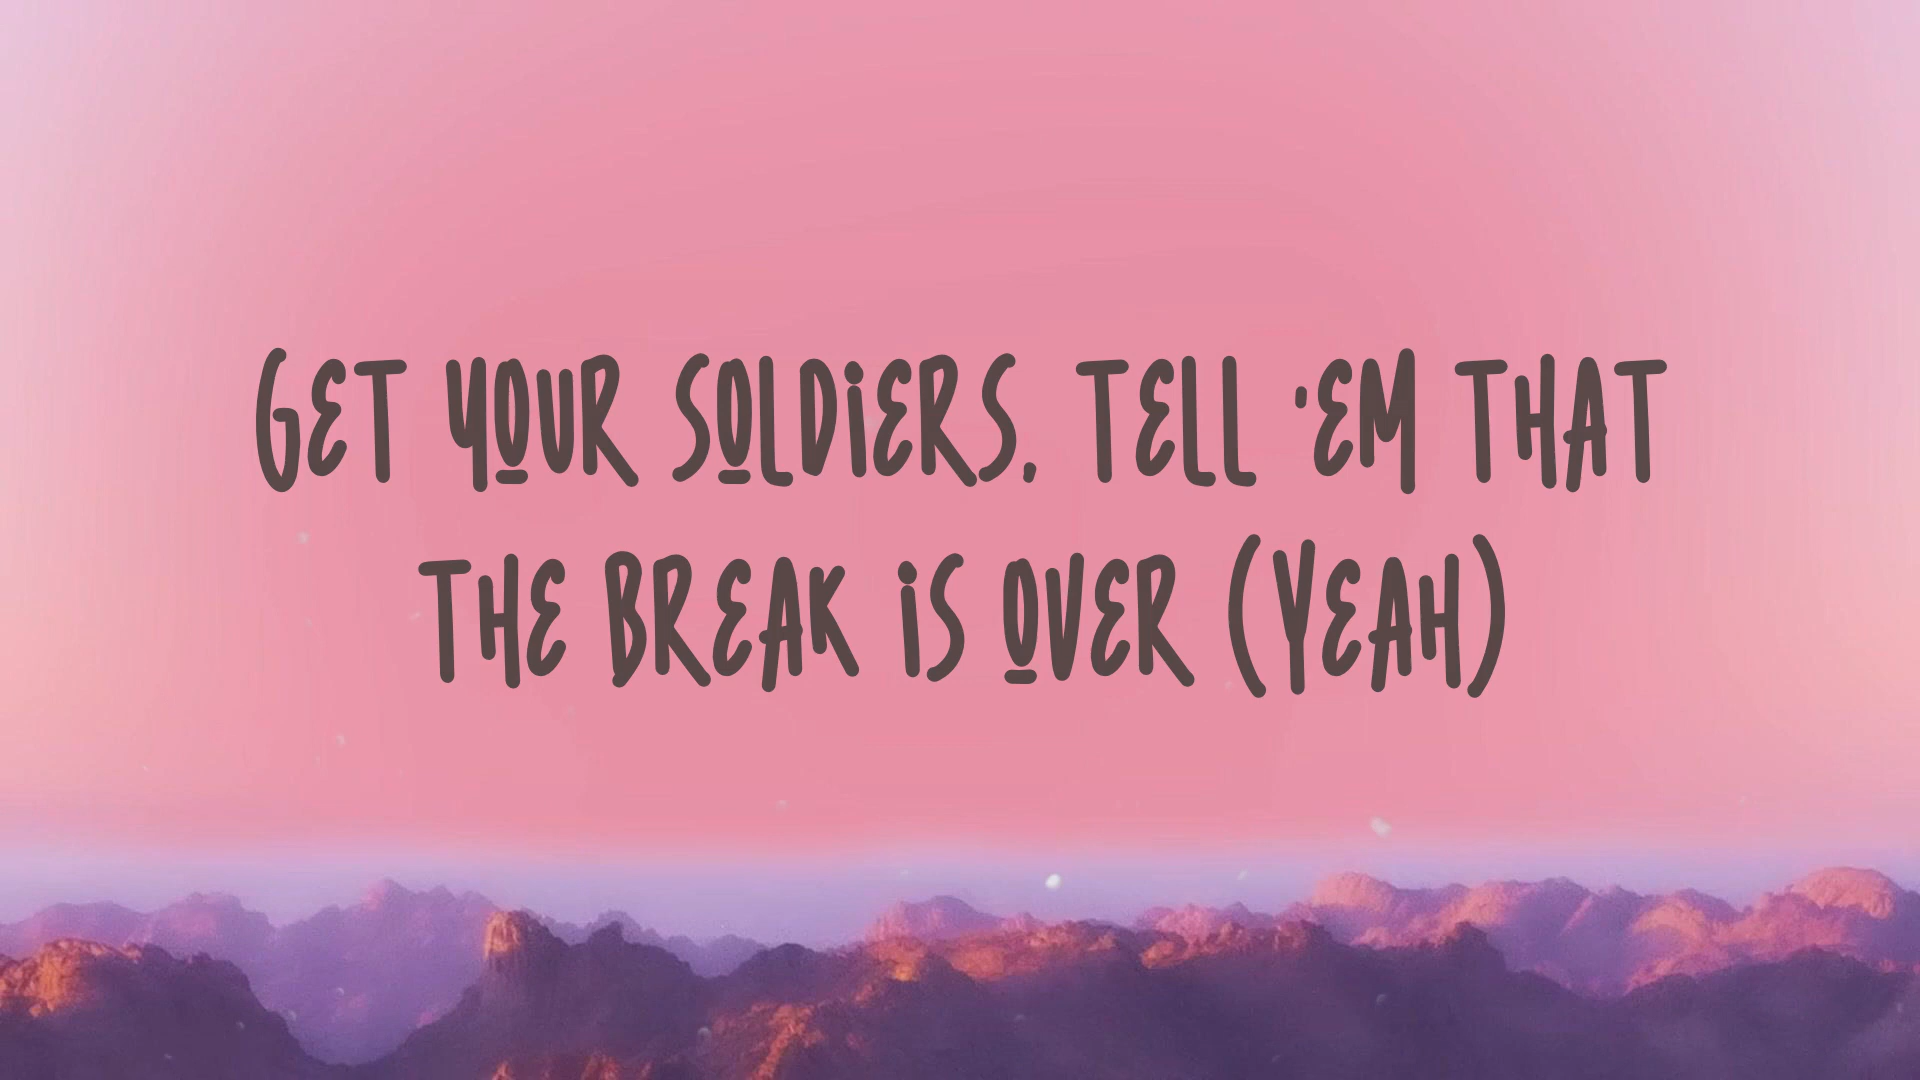 GET YOUR SOLDIERS, TELL 'EM THAT
THE BREAK IS OVER (YEAH)